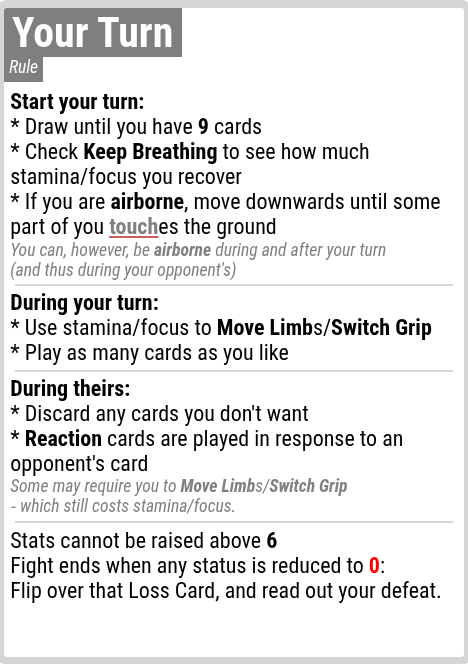 Your Turn
Rule
Start your turn:
* Draw until you have 9 cards
* Check Keep Breathing to see how much
stamina/focus you recover
* If you are airborne, move downwards until some
part of you touches the ground
You can, however, be airborne during and after your turn
(and thus during your opponent's)
During your turn:
* Use stamina/focus to Move Limbs/Switch Grip
* Play as many cards as you like
During theirs:
* Discard any cards you don't want
* Reaction cards are played in response to an
opponent's card
Some may require you to Move Limbs/Switch Grip
- which still costs stamina/focus.
Stats cannot be raised above 6
Fight ends when any status is reduced to 0:
Flip over that Loss Card, and read out your defeat.